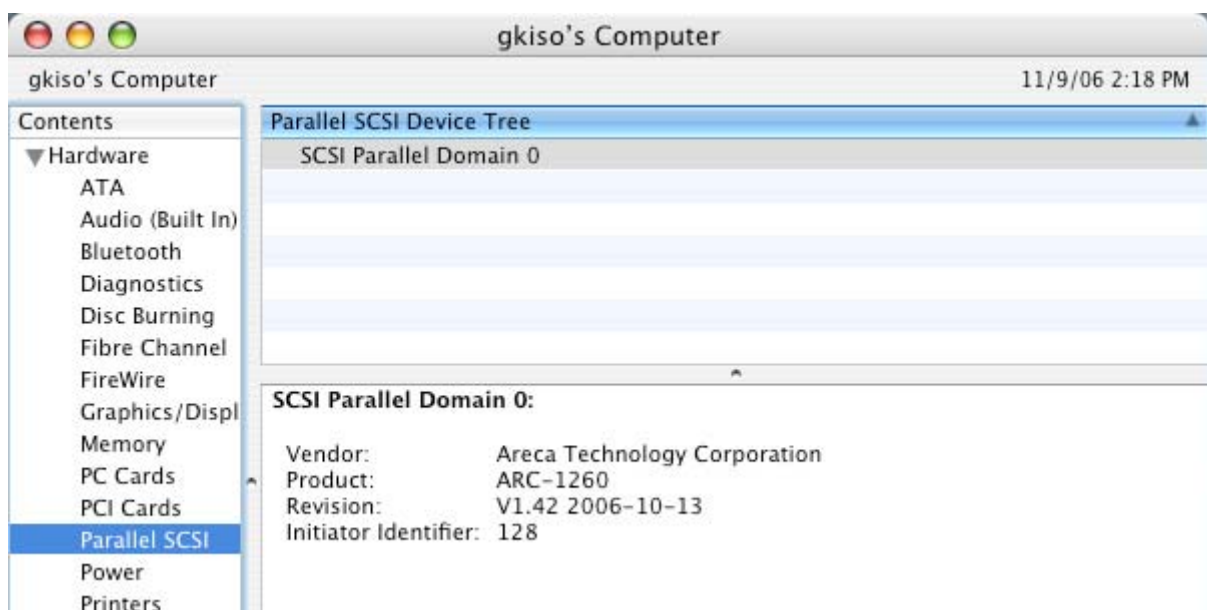 gkiso's Computer
gkiso's Computer 11/9/06 2:18 PM
Contents
Hardware
ATA
Audio (Built In)
Bluetooth
Diagnostics
Disc Burning
Fibre Channel
FireWire
Graphics/Displ
Memory
PC Cards
PCI Cards
Parallel SCSI
Power
Printers
Parallel SCSI Device Tree
SCSI Parallel Domain 0
SCSI Parallel Domain 0:
Vendor: Areca Technology Corporation
Product: ARC-1260
Revision: V1.42 2006-10-13
Initiator Identifier: 128